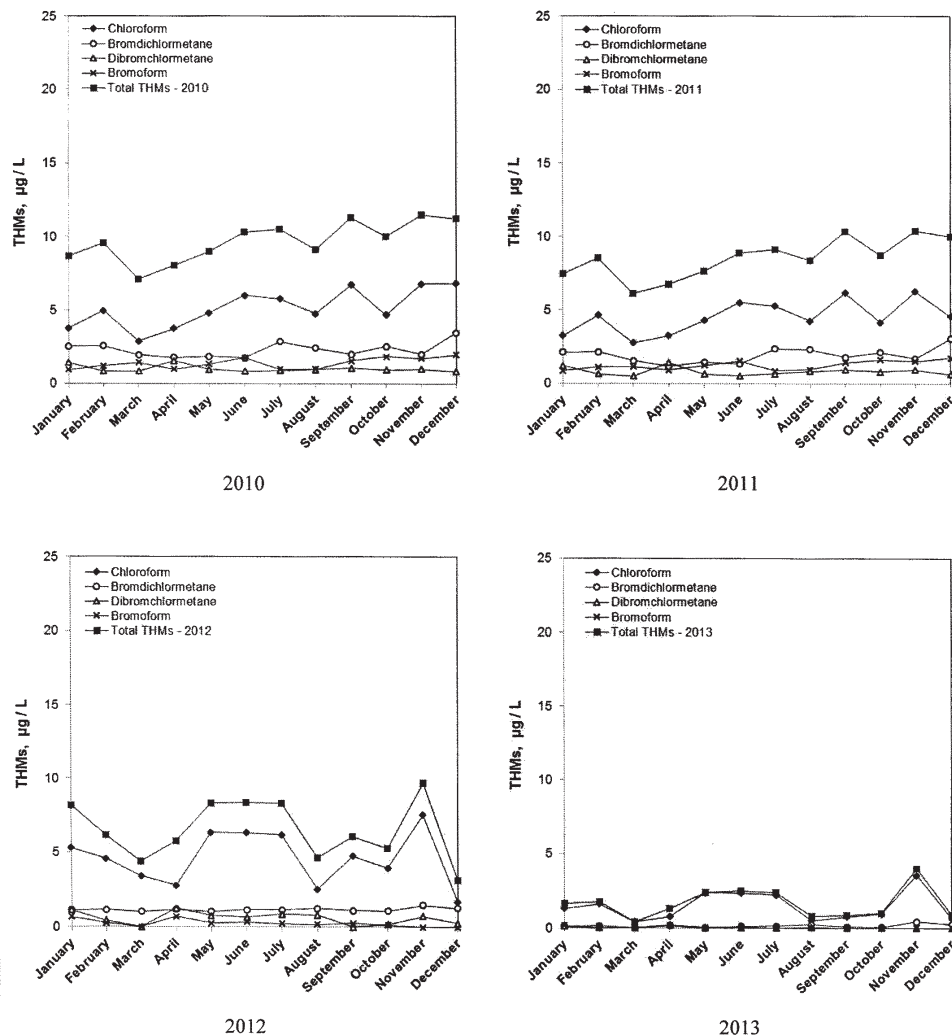 25
20
15
10
5
0
THMs, µg / L
Chloroform
Bromdichlormetane
Dibromchlormetane
Bromoform
Total THMs - 2010
January
February
March
April
May
June
July
August
September
October
November
December
2010
25
20
15
10
5
0
THMs, µg / L
Chloroform
Bromdichlormetane
Dibromchlormetane
Bromoform
Total THMs - 2011
January
February
March
April
May
June
July
August
September
October
November
December
2011
25
20
15
10
5
0
THMs, µg / L
Chloroform
Bromdichlormetane
Dibromchlormetane
Bromoform
Total THMs - 2012
January
February
March
April
May
June
July
August
September
October
November
December
2012
25
20
15
10
5
0
THMs, µg / L
Chloroform
Bromdichlormetane
Dibromchlormetane
Bromoform
Total THMs - 2013
January
February
March
April
May
June
July
August
September
October
November
December
2013